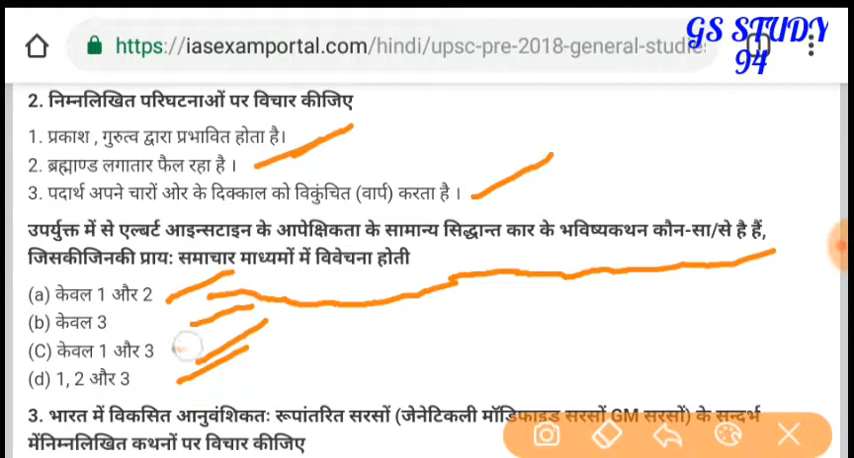 https://iasexamportal.com/hindi/upsc-pre-2018-general-studies
GS STUDY
94
2. निम्नलिखित परिघटनाओं पर विचार कीजिए
1. प्रकाश , गुरुत्व द्वारा प्रभावित होता है।
2. ब्रह्माण्ड लगातार फैल रहा है ।
3. पदार्थ अपने चारों ओर के दिक्काल को विकुंचित (वार्प) करता है ।
उपर्युक्त में से एल्बर्ट आइन्सटाइन के आपेक्षिकता के सामान्य सिद्धान्त कार के भविष्यकथन कौन-सा/से है हैं,
जिसकीजिनकी प्राय: समाचार माध्यमों में विवेचना होती
(a) केवल 1 और 2
(b) केवल 3
(C) केवल 1 और 3
(d) 1, 2 और 3
3. भारत में विकसित आनुवंशिकत: रूपांतरित सरसों (जेनेटिकली मॉडिफाइड सरसों GM सरसों) के सन्दर्भ
मेंनिम्नलिखित कथनों पर विचार कीजिए